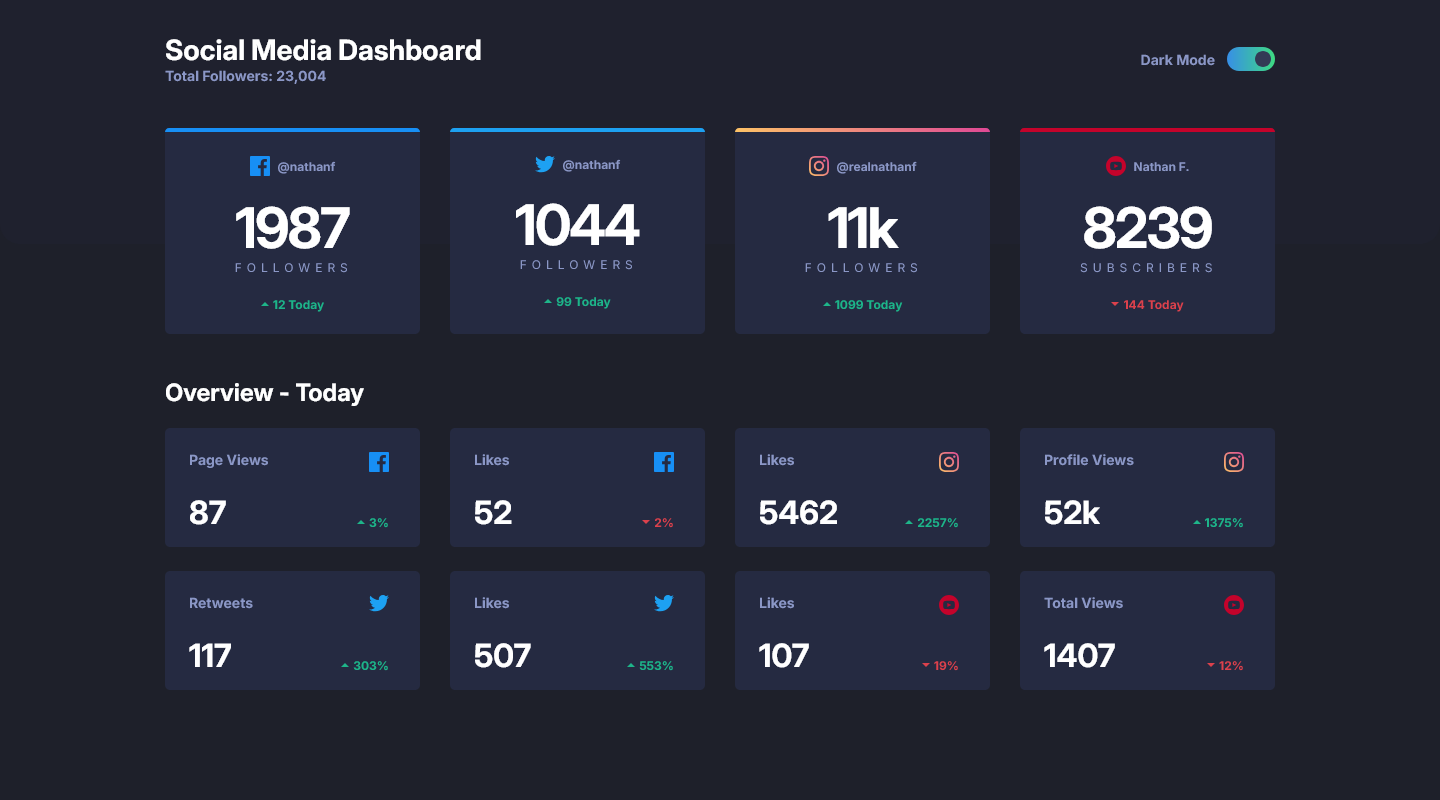 Social Media Dashboard
Total Followers: 23,004
Dark Mode
@nathanf
1987
FOLLOWERS
12 Today
@nathanf
1044
FOLLOWERS
99 Today
@realnathanf
11k
FOLLOWERS
1099 Today
Nathan F.
8239
SUBSCRIBERS
144 Today
Overview - Today
Page Views
87
3%
Likes
52
2%
Likes
5462
2257%
Profile Views
52k
1375%
Retweets
117
303%
Likes
507
553%
Likes
107
19%
Total Views
1407
12%